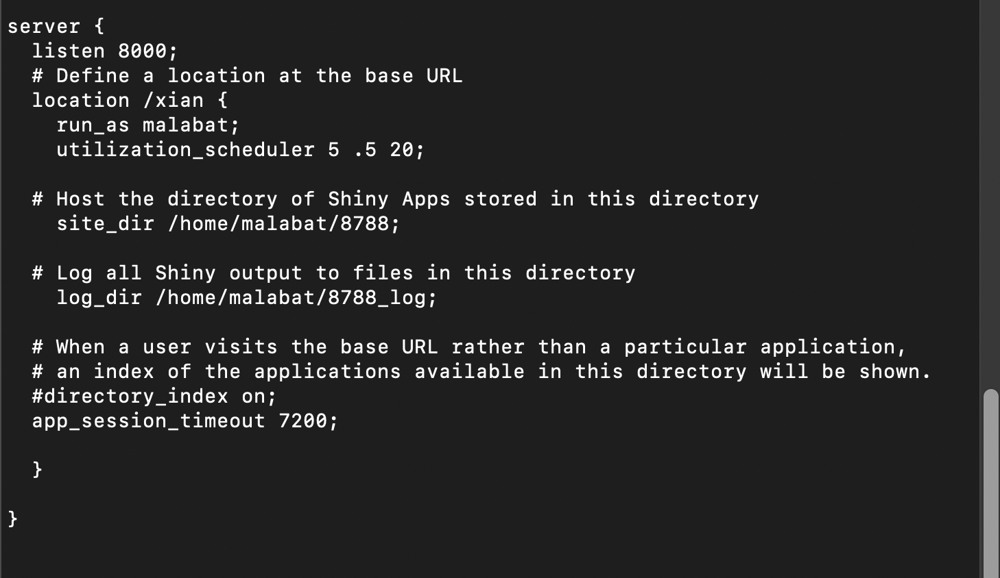 server {
  listen 8000;
  # Define a location at the base URL
  location /xian {
    run_as malabat;
    utilization_scheduler 5 .5 20;

  # Host the directory of Shiny Apps stored in this directory
    site_dir /home/malabat/8788;

  # Log all Shiny output to files in this directory
    log_dir /home/malabat/8788_log;

  # When a user visits the base URL rather than a particular application,
  # an index of the applications available in this directory will be shown.
  #directory_index on;
  app_session_timeout 7200;

  }

}